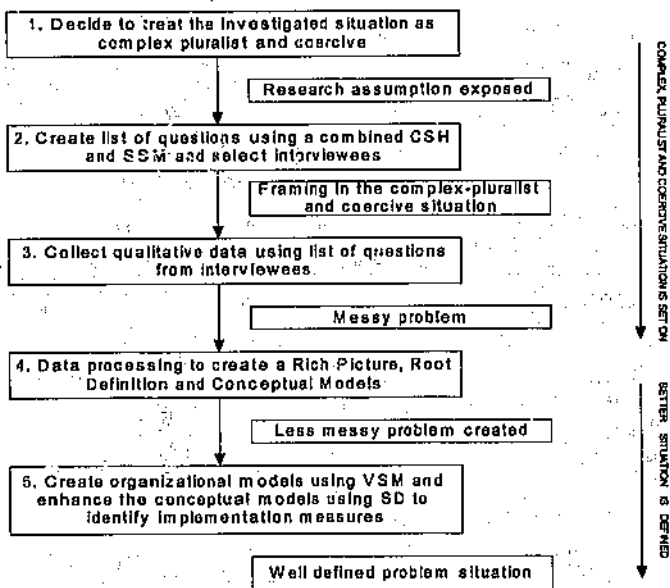 1. Decide to treat the investigated situation as
complex pluralist and coercive
Research assumption exposed
2. Create list of questions using a combined CSH
and SSM and select interviewees
Framing in the complex-pluralist
and coercive situation
3. Collect qualitative data using list of questions
from interviewees.
Messy problem
4. Data processing to create a Rich Picture, Root
Definition and Conceptual Models
Less messy problem created
5. Create organizational models using VSM and
enhance the conceptual models using SD to
identify implementation measures
Well defined problem situation
COMPLEX, PLURALIST AND COERCIVE SITUATION IS SET ON
BETTER SITUATION IS DEFINED